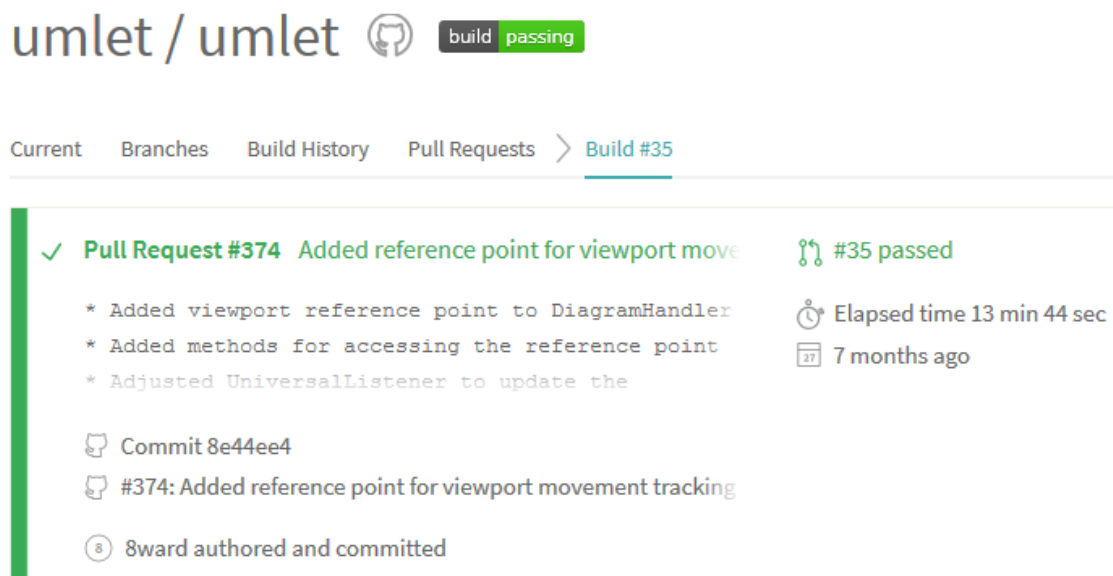 umlet / umlet build passing
Current Branches Build History Pull Requests Build #35
Pull Request #374 Added reference point for viewport move
#35 passed
* Added viewport reference point to DiagramHandler
* Added methods for accessing the reference point
* Adjusted UniversalListener to update the
Elapsed time 13 min 44 sec
27 7 months ago
Commit 8e44ee4
#374: Added reference point for viewport movement tracking
8 8ward authored and committed